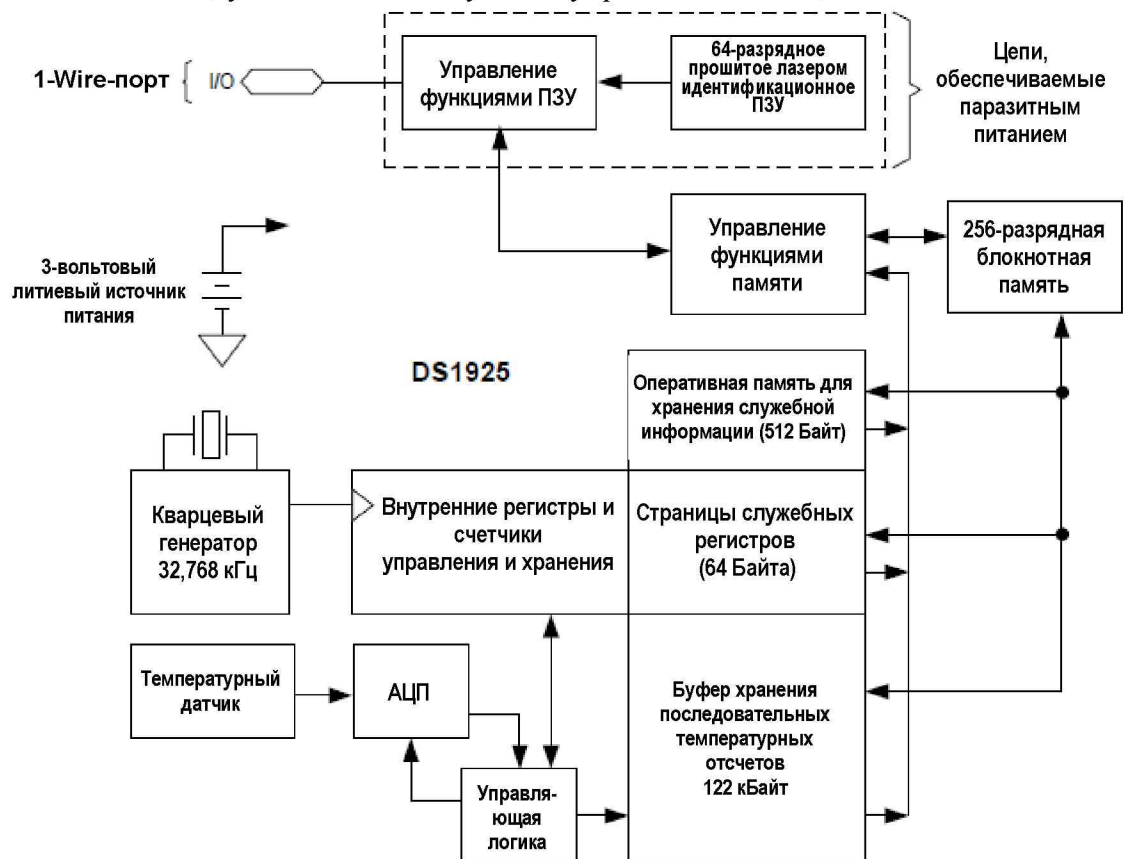 1-Wire-порт
I/O
Управление
функциями ПЗУ
64-разрядное
прошитое лазером
идентификационное
ПЗУ
Цепи,
обеспечиваемые
паразитным
питанием
3-вольтовый
литиевый источник
питания
Управление
функциями
памяти
256-разрядная
блокнотная
память
DS1925
Оперативная память для
хранения служебной
информации (512 Байт)
Кварцевый
генератор
32,768 кГц
Внутренние регистры и
счетчики
управления и хранения
Страницы служебных
регистров
(64 Байта)
Температурный
датчик
АЦП
Управля-
ющая
логика
Буфер хранения
последовательных
температурных
отсчетов
122 кБайт